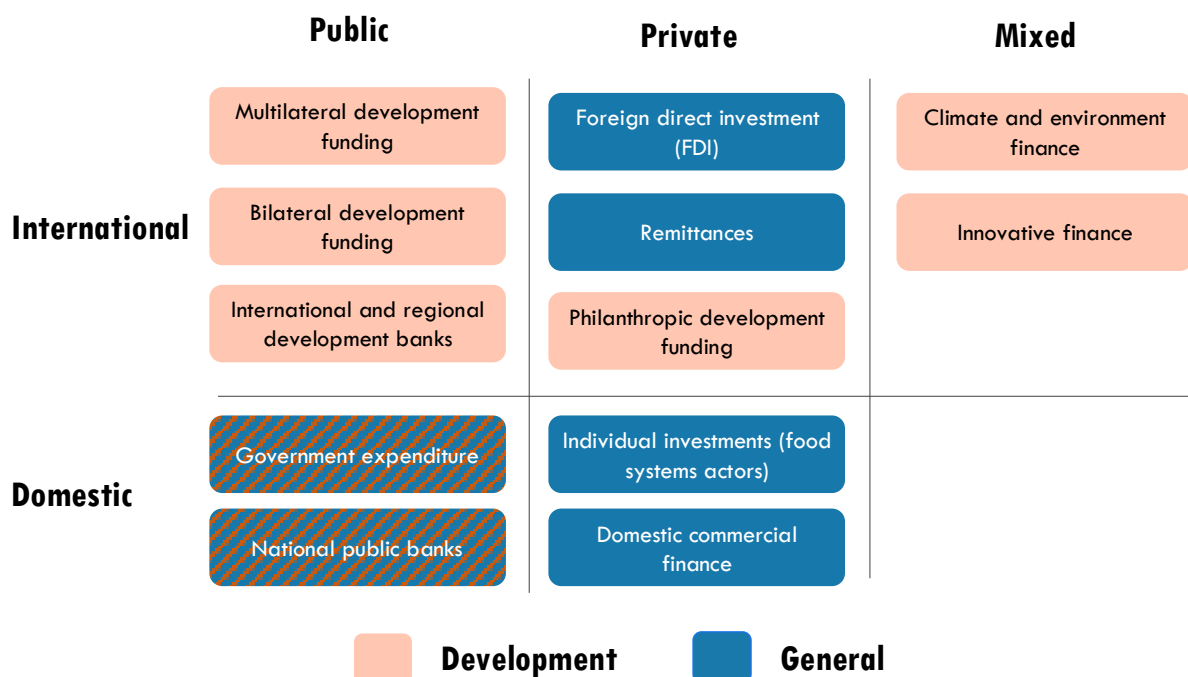 Public
Private
Mixed
International
Multilateral development
funding
Foreign direct investment
(FDI)
Climate and environment
finance
Bilateral development
funding
Remittances
Innovative finance
International and regional
development banks
Philanthropic development
funding
Domestic
Government expenditure
Individual investments (food
systems actors)
National public banks
Domestic commercial
finance
Development
General